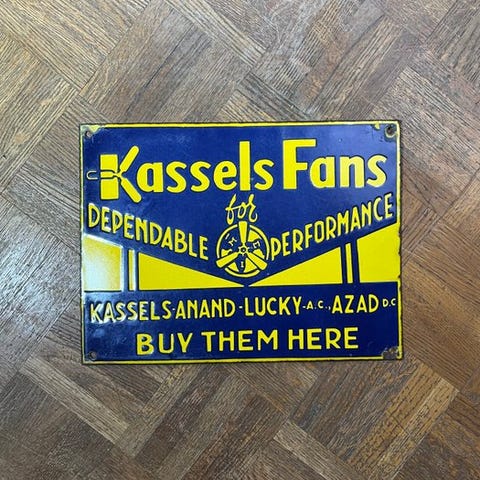 Kassels Fans
for
DEPENDABLE PERFORMANCE
KASSELS-ANAND-LUCKY-A.C., AZAD D.C
BUY THEM HERE